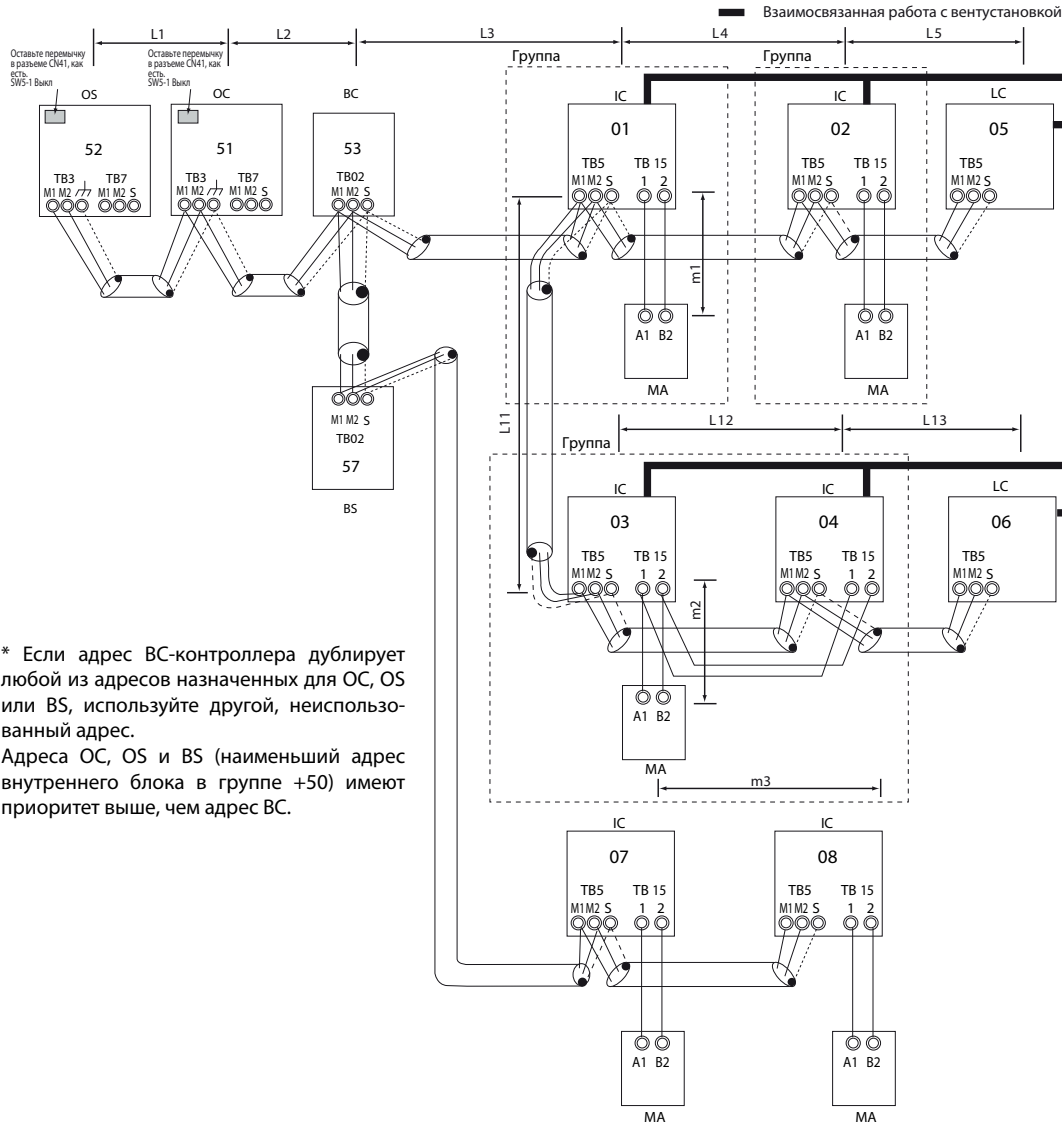 Взаимосвязанная работа с вентустановкой
L1
L2
L3
L4
L5
Оставьте перемычку
в разъеме CN41, как
есть.
SW5-1 Выкл
Оставьте перемычку
в разъеме CN41, как
есть.
SW5-1 Выкл
Группа
Группа
OS
OC
BC
IC
IC
LC
52
51
53
01
02
05
TB3
TB7
TB3
TB7
TB02
TB5
TB 15
TB5
TB 15
TB5
M1 M2
M1 M2 S
M1 M2
M1 M2 S
M1 M2 S
M1 M2 S
1 2
M1 M2 S
1 2
M1 M2 S
m1
A1 B2
A1 B2
MA
MA
M1 M2 S
TB02
57
BS
L11
L12
L13
Группа
IC
IC
LC
03
04
06
TB5
TB 15
TB5
TB 15
TB5
M1 M2 S
1 2
M1 M2 S
1 2
M1 M2 S
m2
A1 B2
MA
m3
* Если адрес BC-контроллера дублирует
любой из адресов назначенных для OC, OS
или BS, используйте другой, неиспользо-
ванный адрес.
Адреса OC, OS и BS (наименьший адрес
внутреннего блока в группе +50) имеют
приоритет выше, чем адрес BC.
IC
IC
07
08
TB5
TB 15
TB5
TB 15
M1 M2 S
1 2
M1 M2 S
1 2
A1 B2
A1 B2
MA
MA